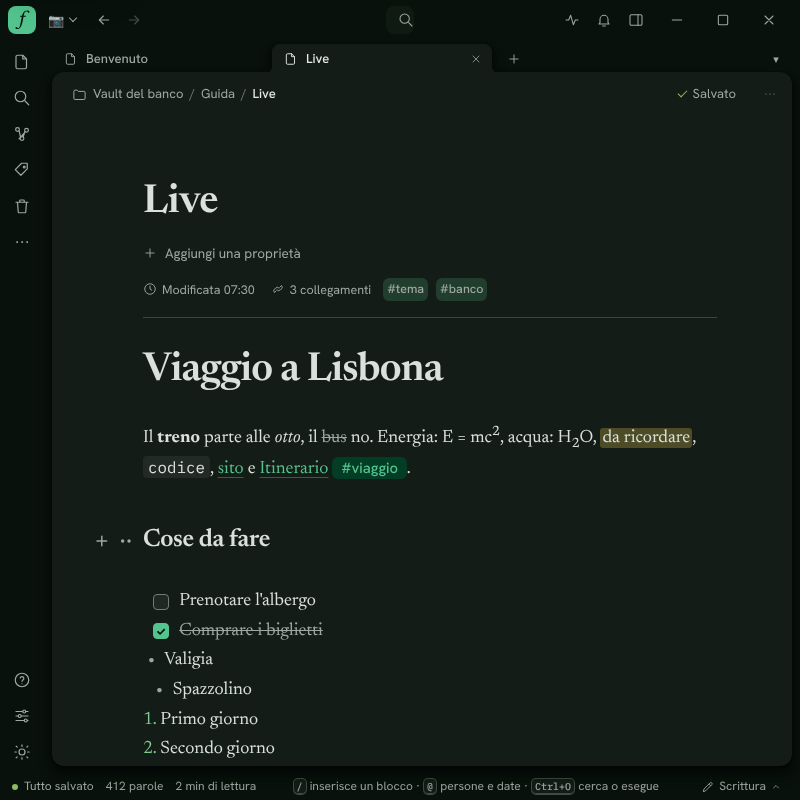 f
Benvenuto
Live
Vault del banco / Guida / Live
Salvato
Live
Aggiungi una proprietà
Modificata 07:30 3 collegamenti #tema #banco
Viaggio a Lisbona
Il treno parte alle otto, il bus no. Energia: E = mc², acqua: H₂O, da ricordare,
codice, sito e Itinerario #viaggio.
Cose da fare
Prenotare l'albergo
Comprare i biglietti
• Valigia
• Spazzolino
1. Primo giorno
2. Secondo giorno
Tutto salvato 412 parole 2 min di lettura / inserisce un blocco · @ persone e date · Ctrl+O cerca o esegue Scrittura